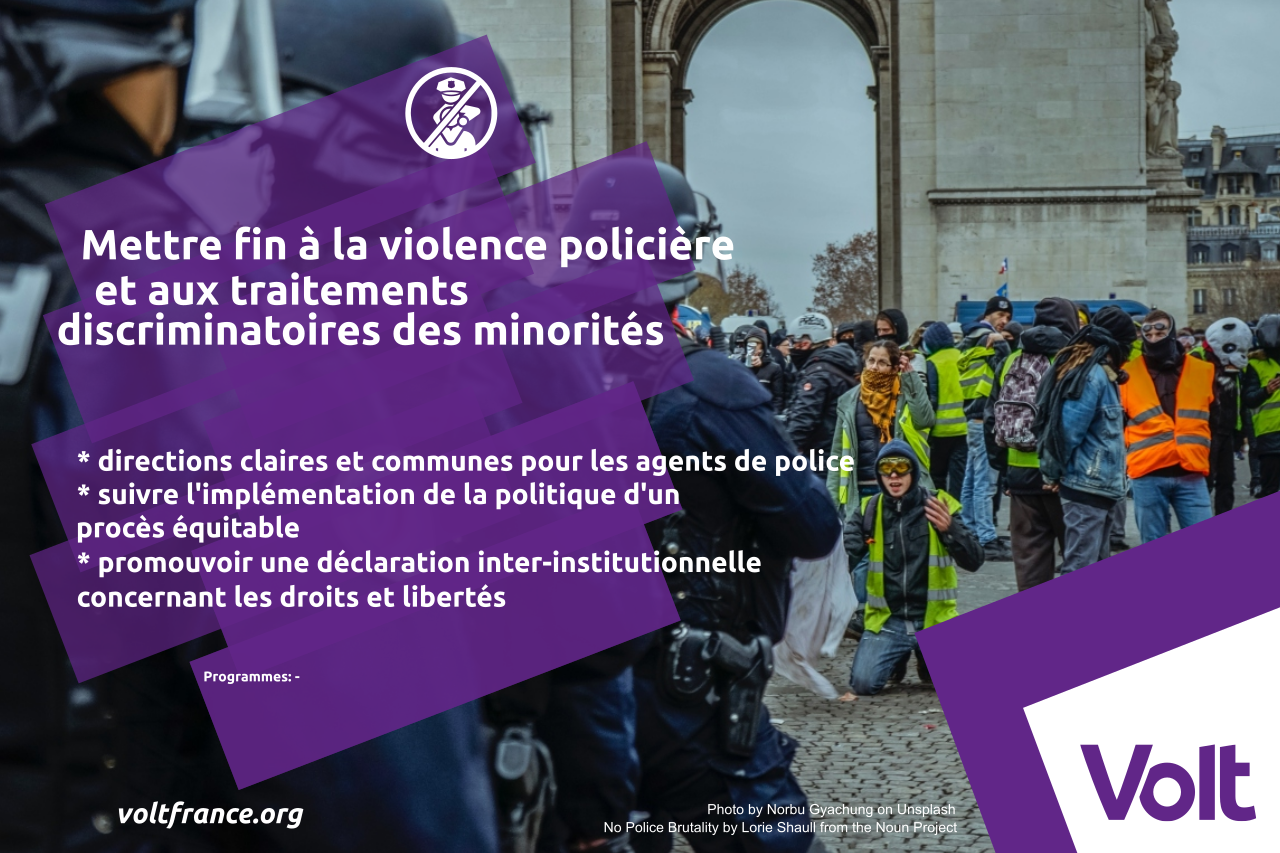 Mettre fin à la violence policière
et aux traitements
discriminatoires des minorités
* directions claires et communes pour les agents de police
* suivre l'implémentation de la politique d'un
procès équitable
* promouvoir une déclaration inter-institutionnelle
concernant les droits et libertés
Programmes: -
voltfrance.org
Photo by Norbu Gyachung on Unsplash
No Police Brutality by Lorie Shaull from the Noun Project
Volt